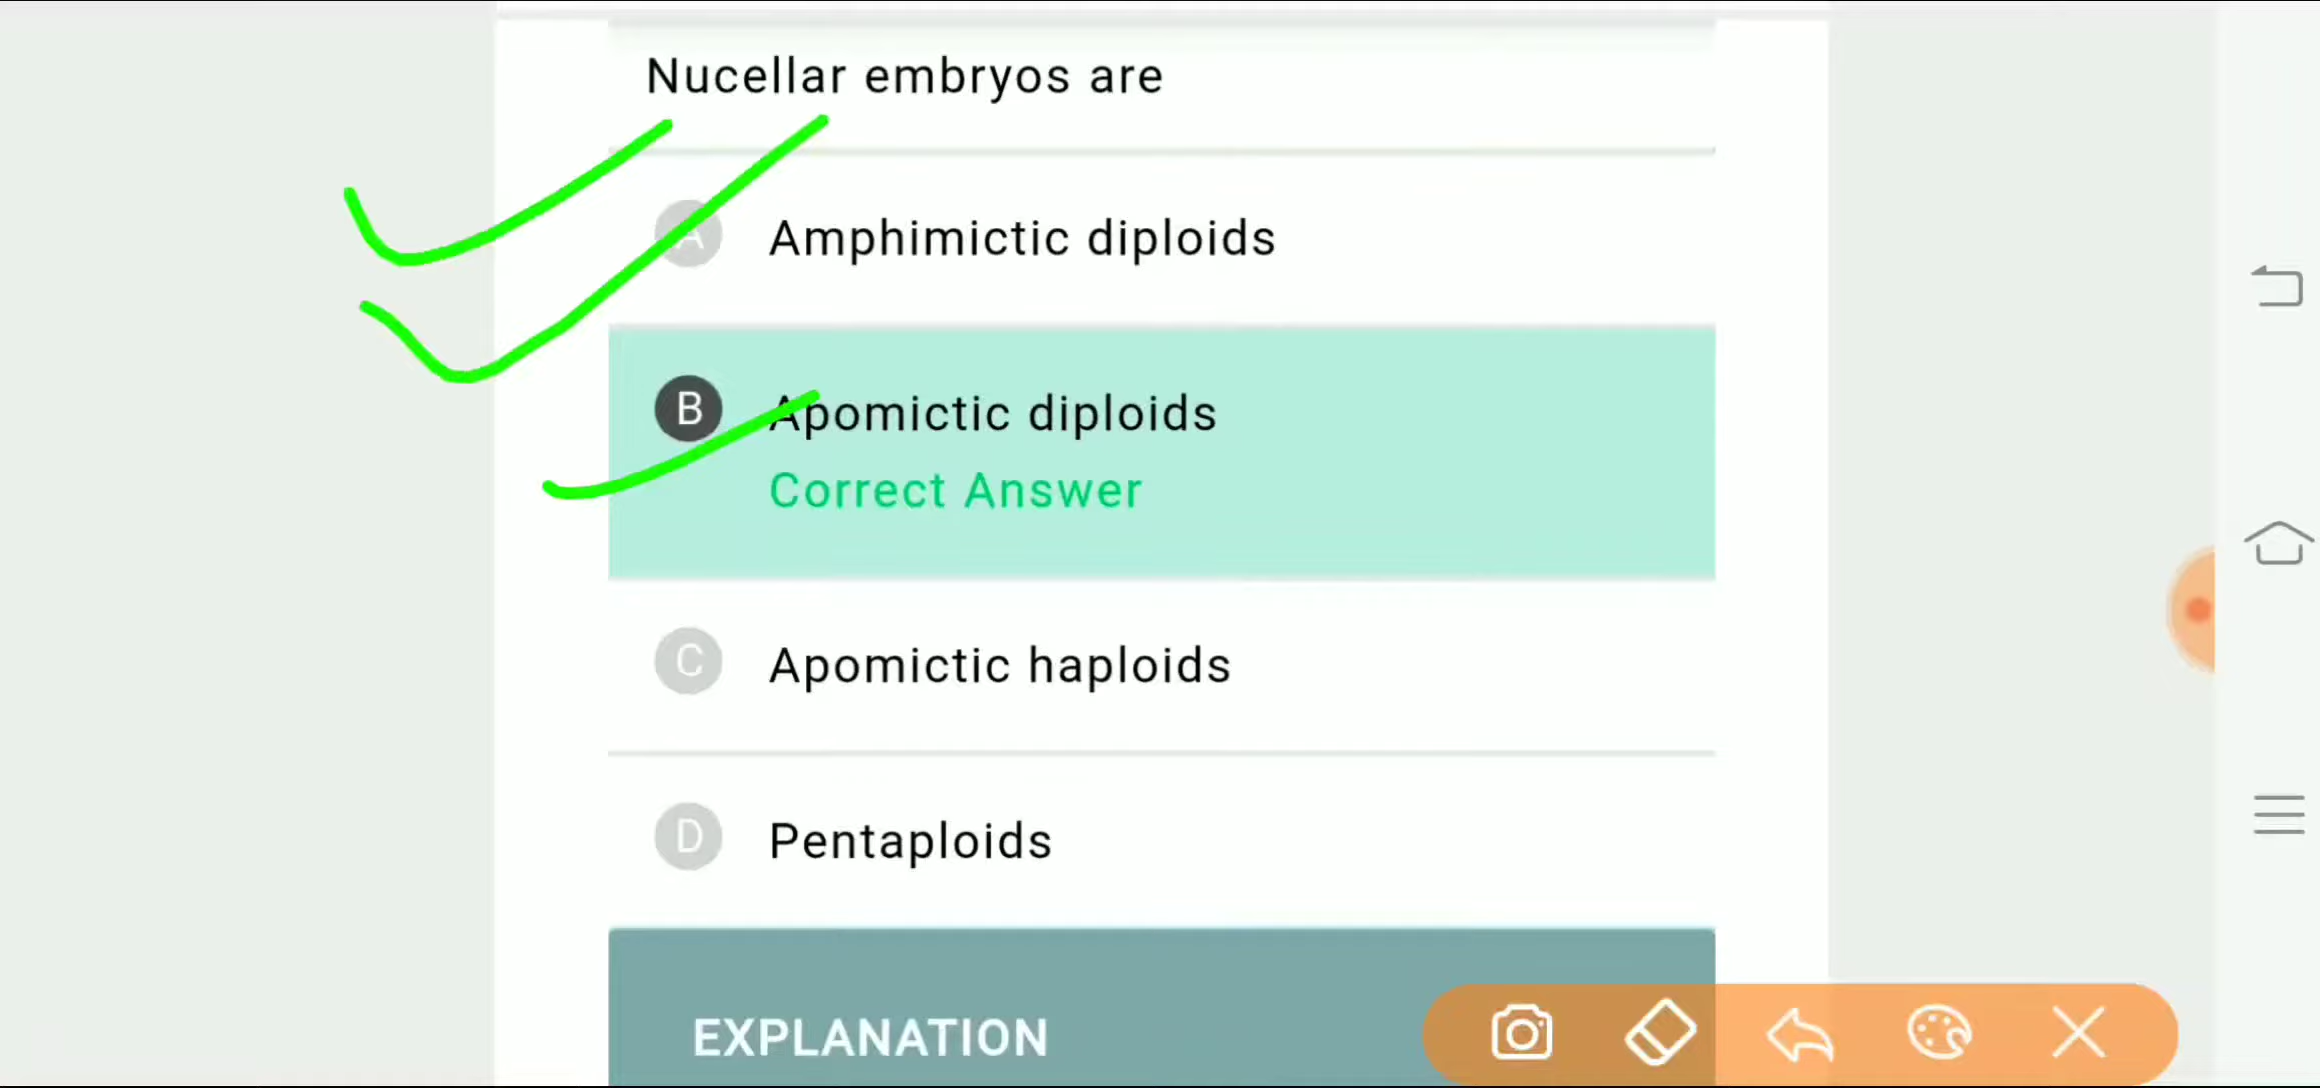 Nucellar embryos are
A Amphimictic diploids
B Apomictic diploids
Correct Answer
C Apomictic haploids
D Pentaploids
EXPLANATION